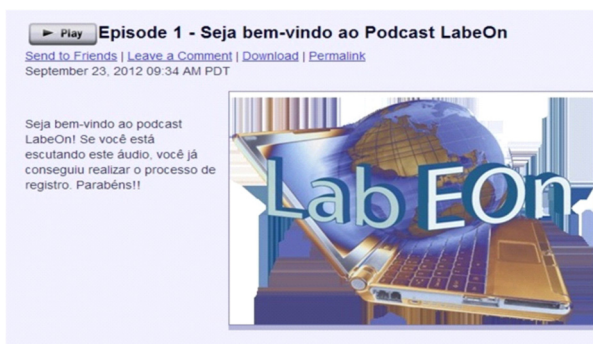 Play Episode 1 - Seja bem-vindo ao Podcast LabeOn
Send to Friends | Leave a Comment | Download | Permalink
September 23, 2012 09:34 AM PDT
Seja bem-vindo ao podcast
LabeOn! Se você está
escutando este áudio, você já
conseguiu realizar o processo de
registro. Parabéns!!
Lab EOn